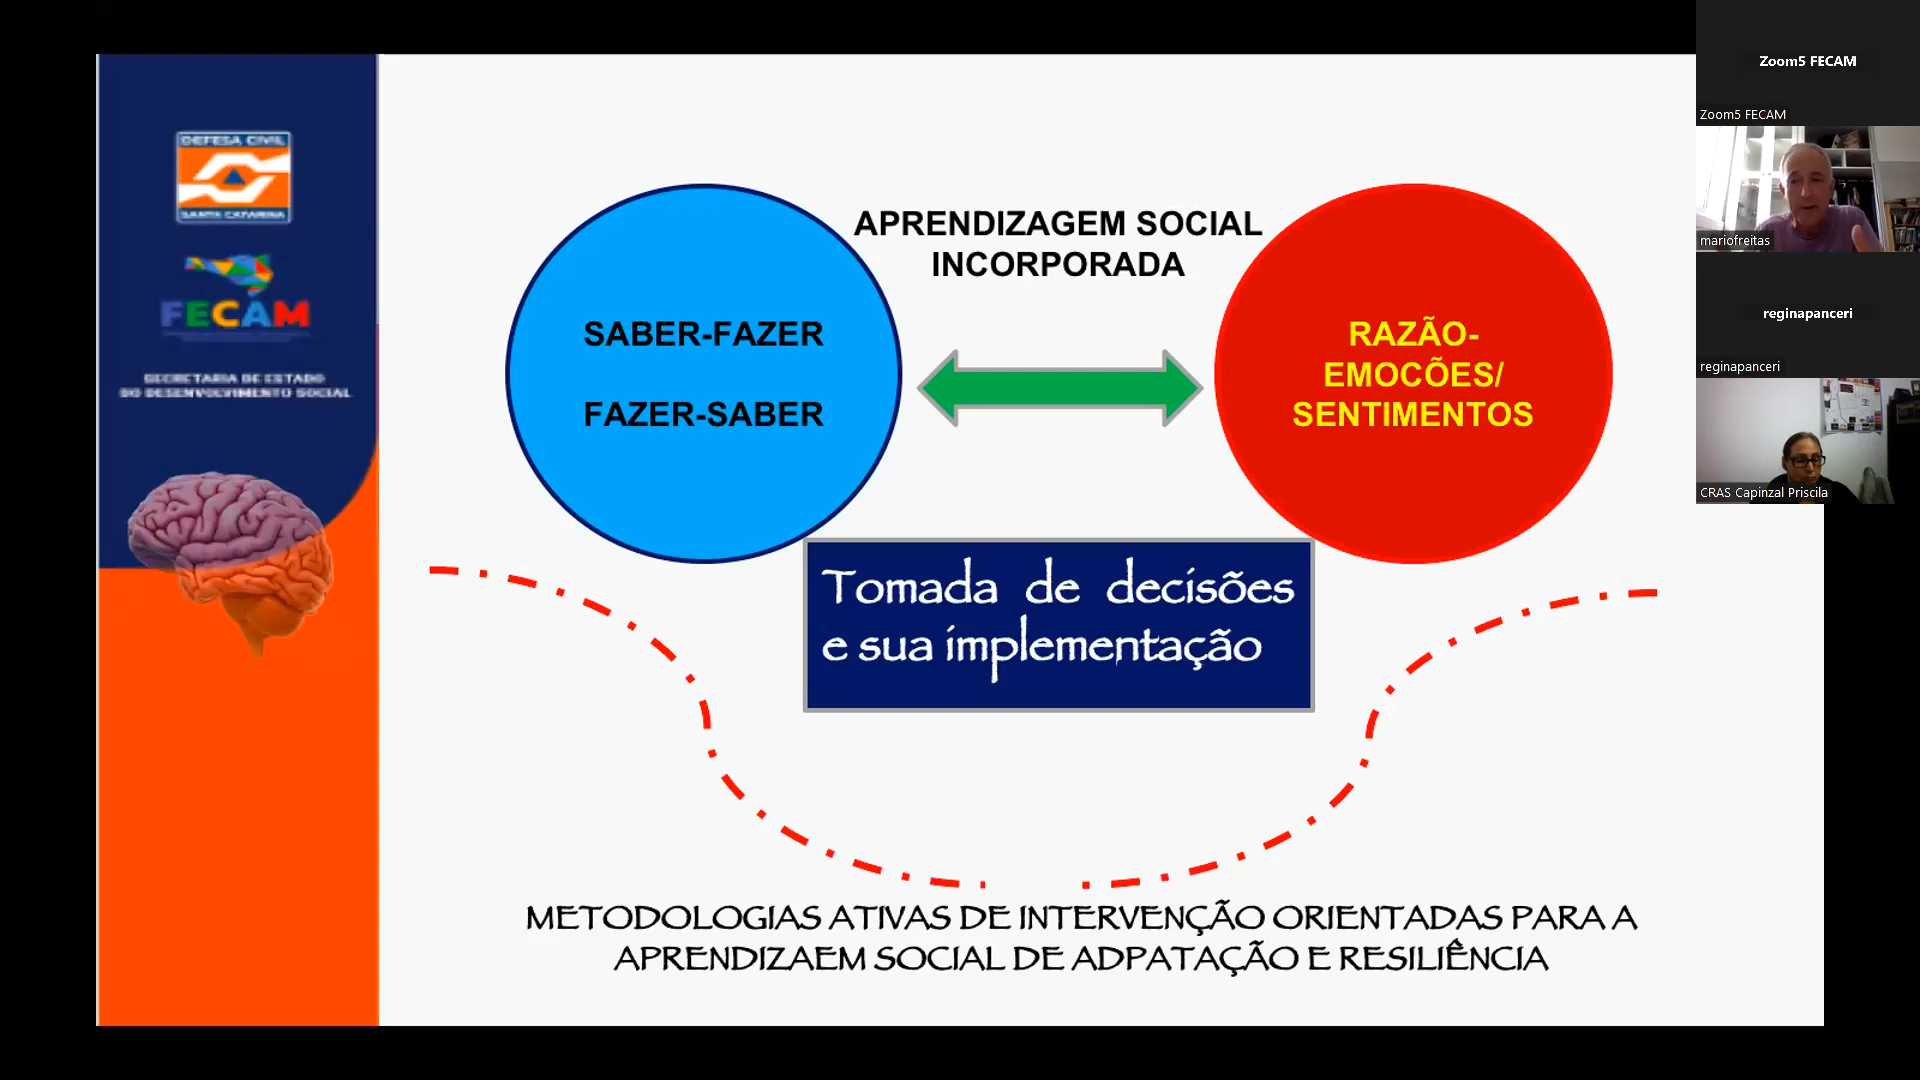 DEFESA CIVIL
SANTA CATARINA
FECAM
SECRETARIA DE ESTADO
DO DESENVOLVIMENTO SOCIAL
APRENDIZAGEM SOCIAL
INCORPORADA
SABER-FAZER
FAZER-SABER
RAZÃO-
EMOCÕES/
SENTIMENTOS
Tomada de decisões
e sua implementação
METODOLOGIAS ATIVAS DE INTERVENÇÃO ORIENTADAS PARA A
APRENDIZAEM SOCIAL DE ADPATAÇÃO E RESILIÊNCIA
Zoom5 FECAM
Zoom5 FECAM
mariofreitas
reginapanceri
reginapanceri
CRAS Capinzal Priscila